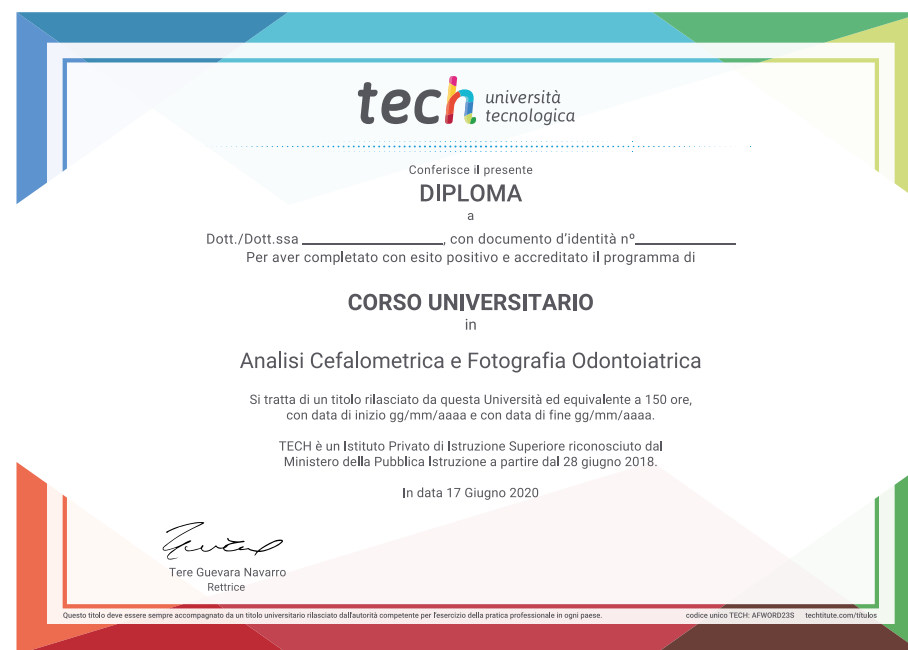 tech università
tecnologica
Conferisce il presente
DIPLOMA
a
Dott./Dott.ssa ____________________, con documento d'identità nº______________
Per aver completato con esito positivo e accreditato il programma di
CORSO UNIVERSITARIO
in
Analisi Cefalometrica e Fotografia Odontoiatrica
Si tratta di un titolo rilasciato da questa Università ed equivalente a 150 ore,
con data di inizio gg/mm/aaaa e con data di fine gg/mm/aaaa.
TECH è un Istituto Privato di Istruzione Superiore riconosciuto dal
Ministero della Pubblica Istruzione a partire dal 28 giugno 2018.
In data 17 Giugno 2020
Tere Guevara Navarro
Rettrice
Questo titolo deve essere sempre accompagnato da un titolo universitario rilasciato dall'autorità competente per l'esercizio della pratica professionale in ogni paese. codice unico TECH: AFWORD23S techtitute.com/titulos